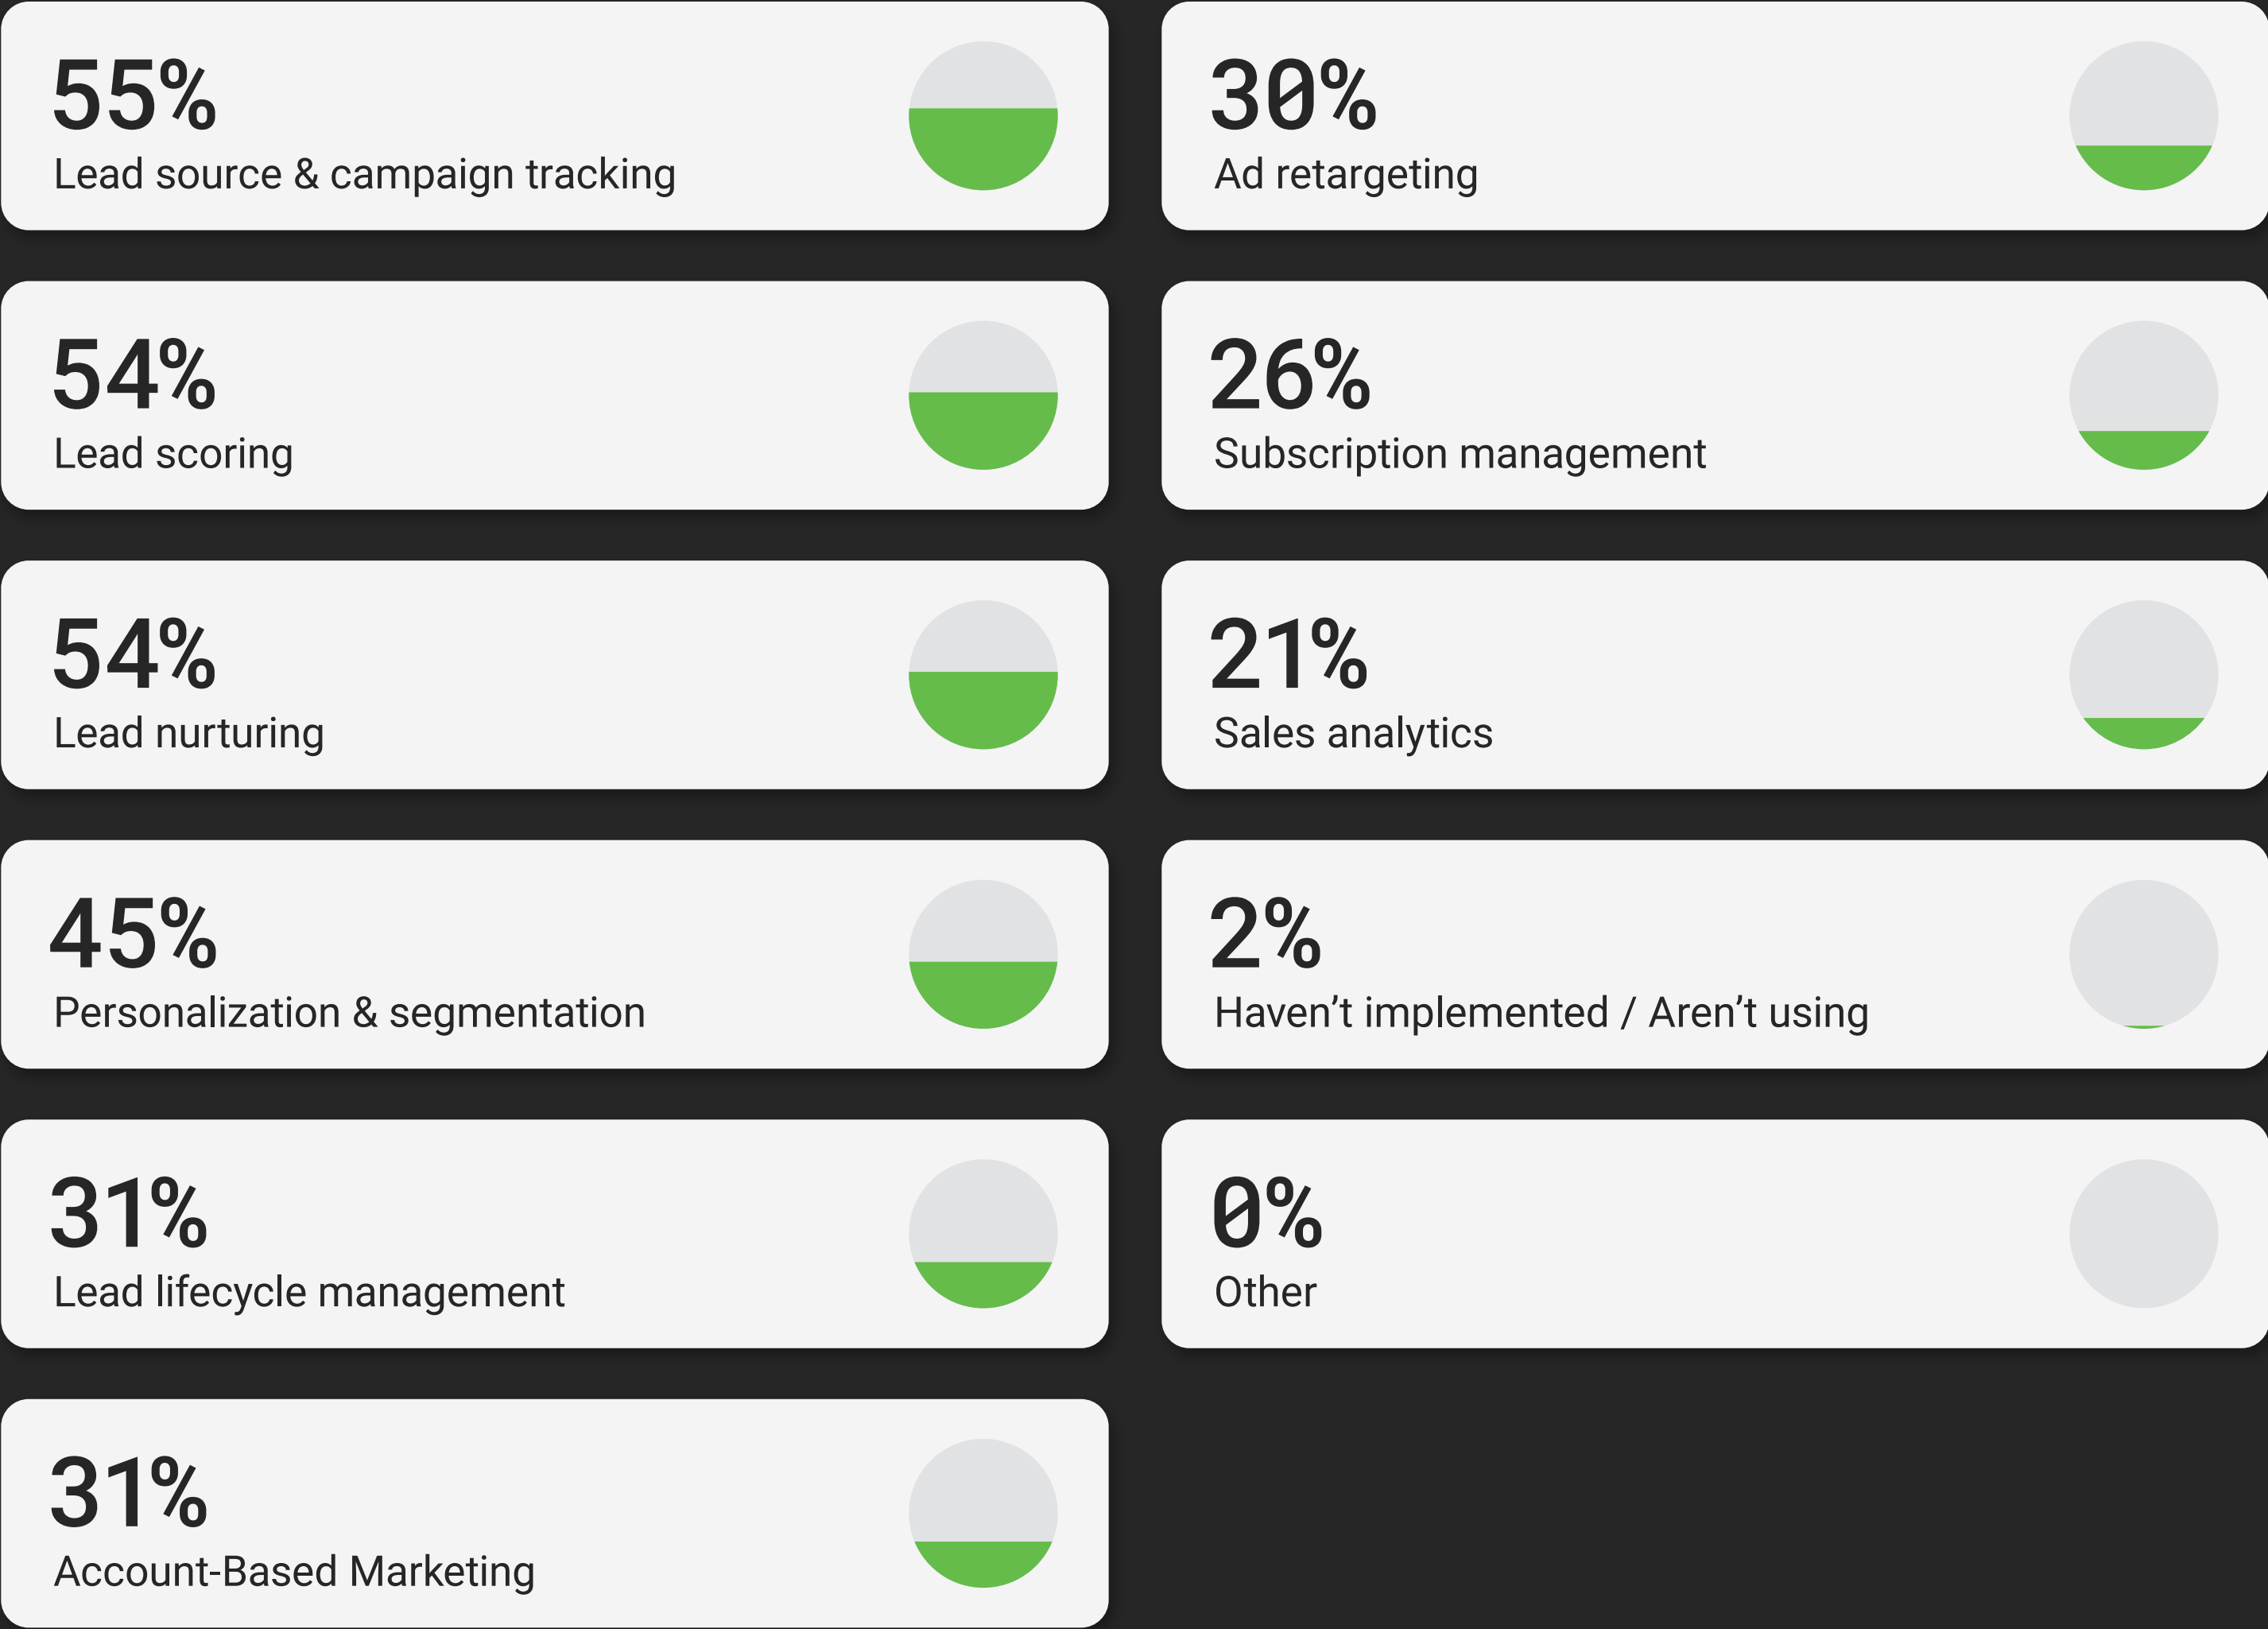 55%
Lead source & campaign tracking
54%
Lead scoring
54%
Lead nurturing
45%
Personalization & segmentation
31%
Lead lifecycle management
31%
Account-Based Marketing
30%
Ad retargeting
26%
Subscription management
21%
Sales analytics
2%
Haven’t implemented / Aren’t using
0%
Other